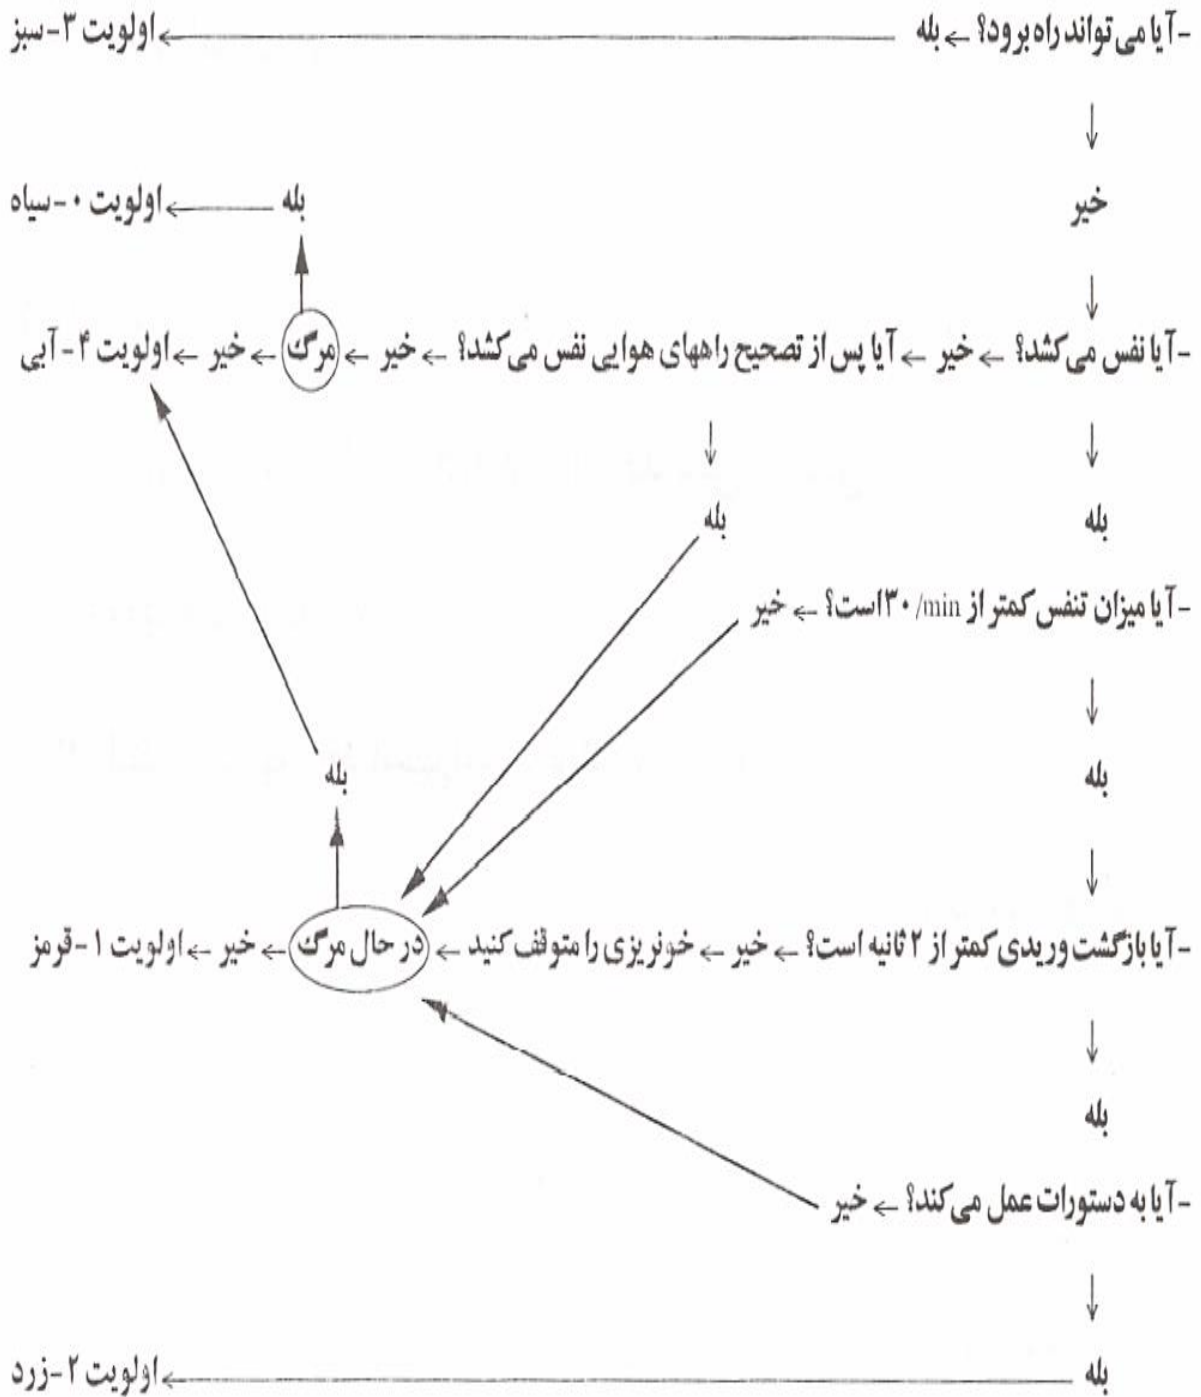 -آیا می‌تواند راه برود؟ ← بله ← اولویت ۳-سبز
↓
خیر
بله ← اولویت ۰-سیاه
↓
-آیا نفس می‌کشد؟ ← خیر ← آیا پس از تصحیح راههای هوایی نفس می‌کشد؟ ← خیر ← مرگ ← خیر ← اولویت ۴-آبی
↓ ↓
بله بله
-آیا میزان تنفس کمتر از ۳۰/min است؟ ← خیر
↓
بله بله
↓
-آیا بازگشت وریدی کمتر از ۲ ثانیه است؟ ← خیر ← خونریزی را متوقف کنید ← در حال مرگ ← خیر ← اولویت ۱-قرمز
↓
بله
-آیا به دستورات عمل می‌کند؟ ← خیر
↓
بله ← اولویت ۲-زرد